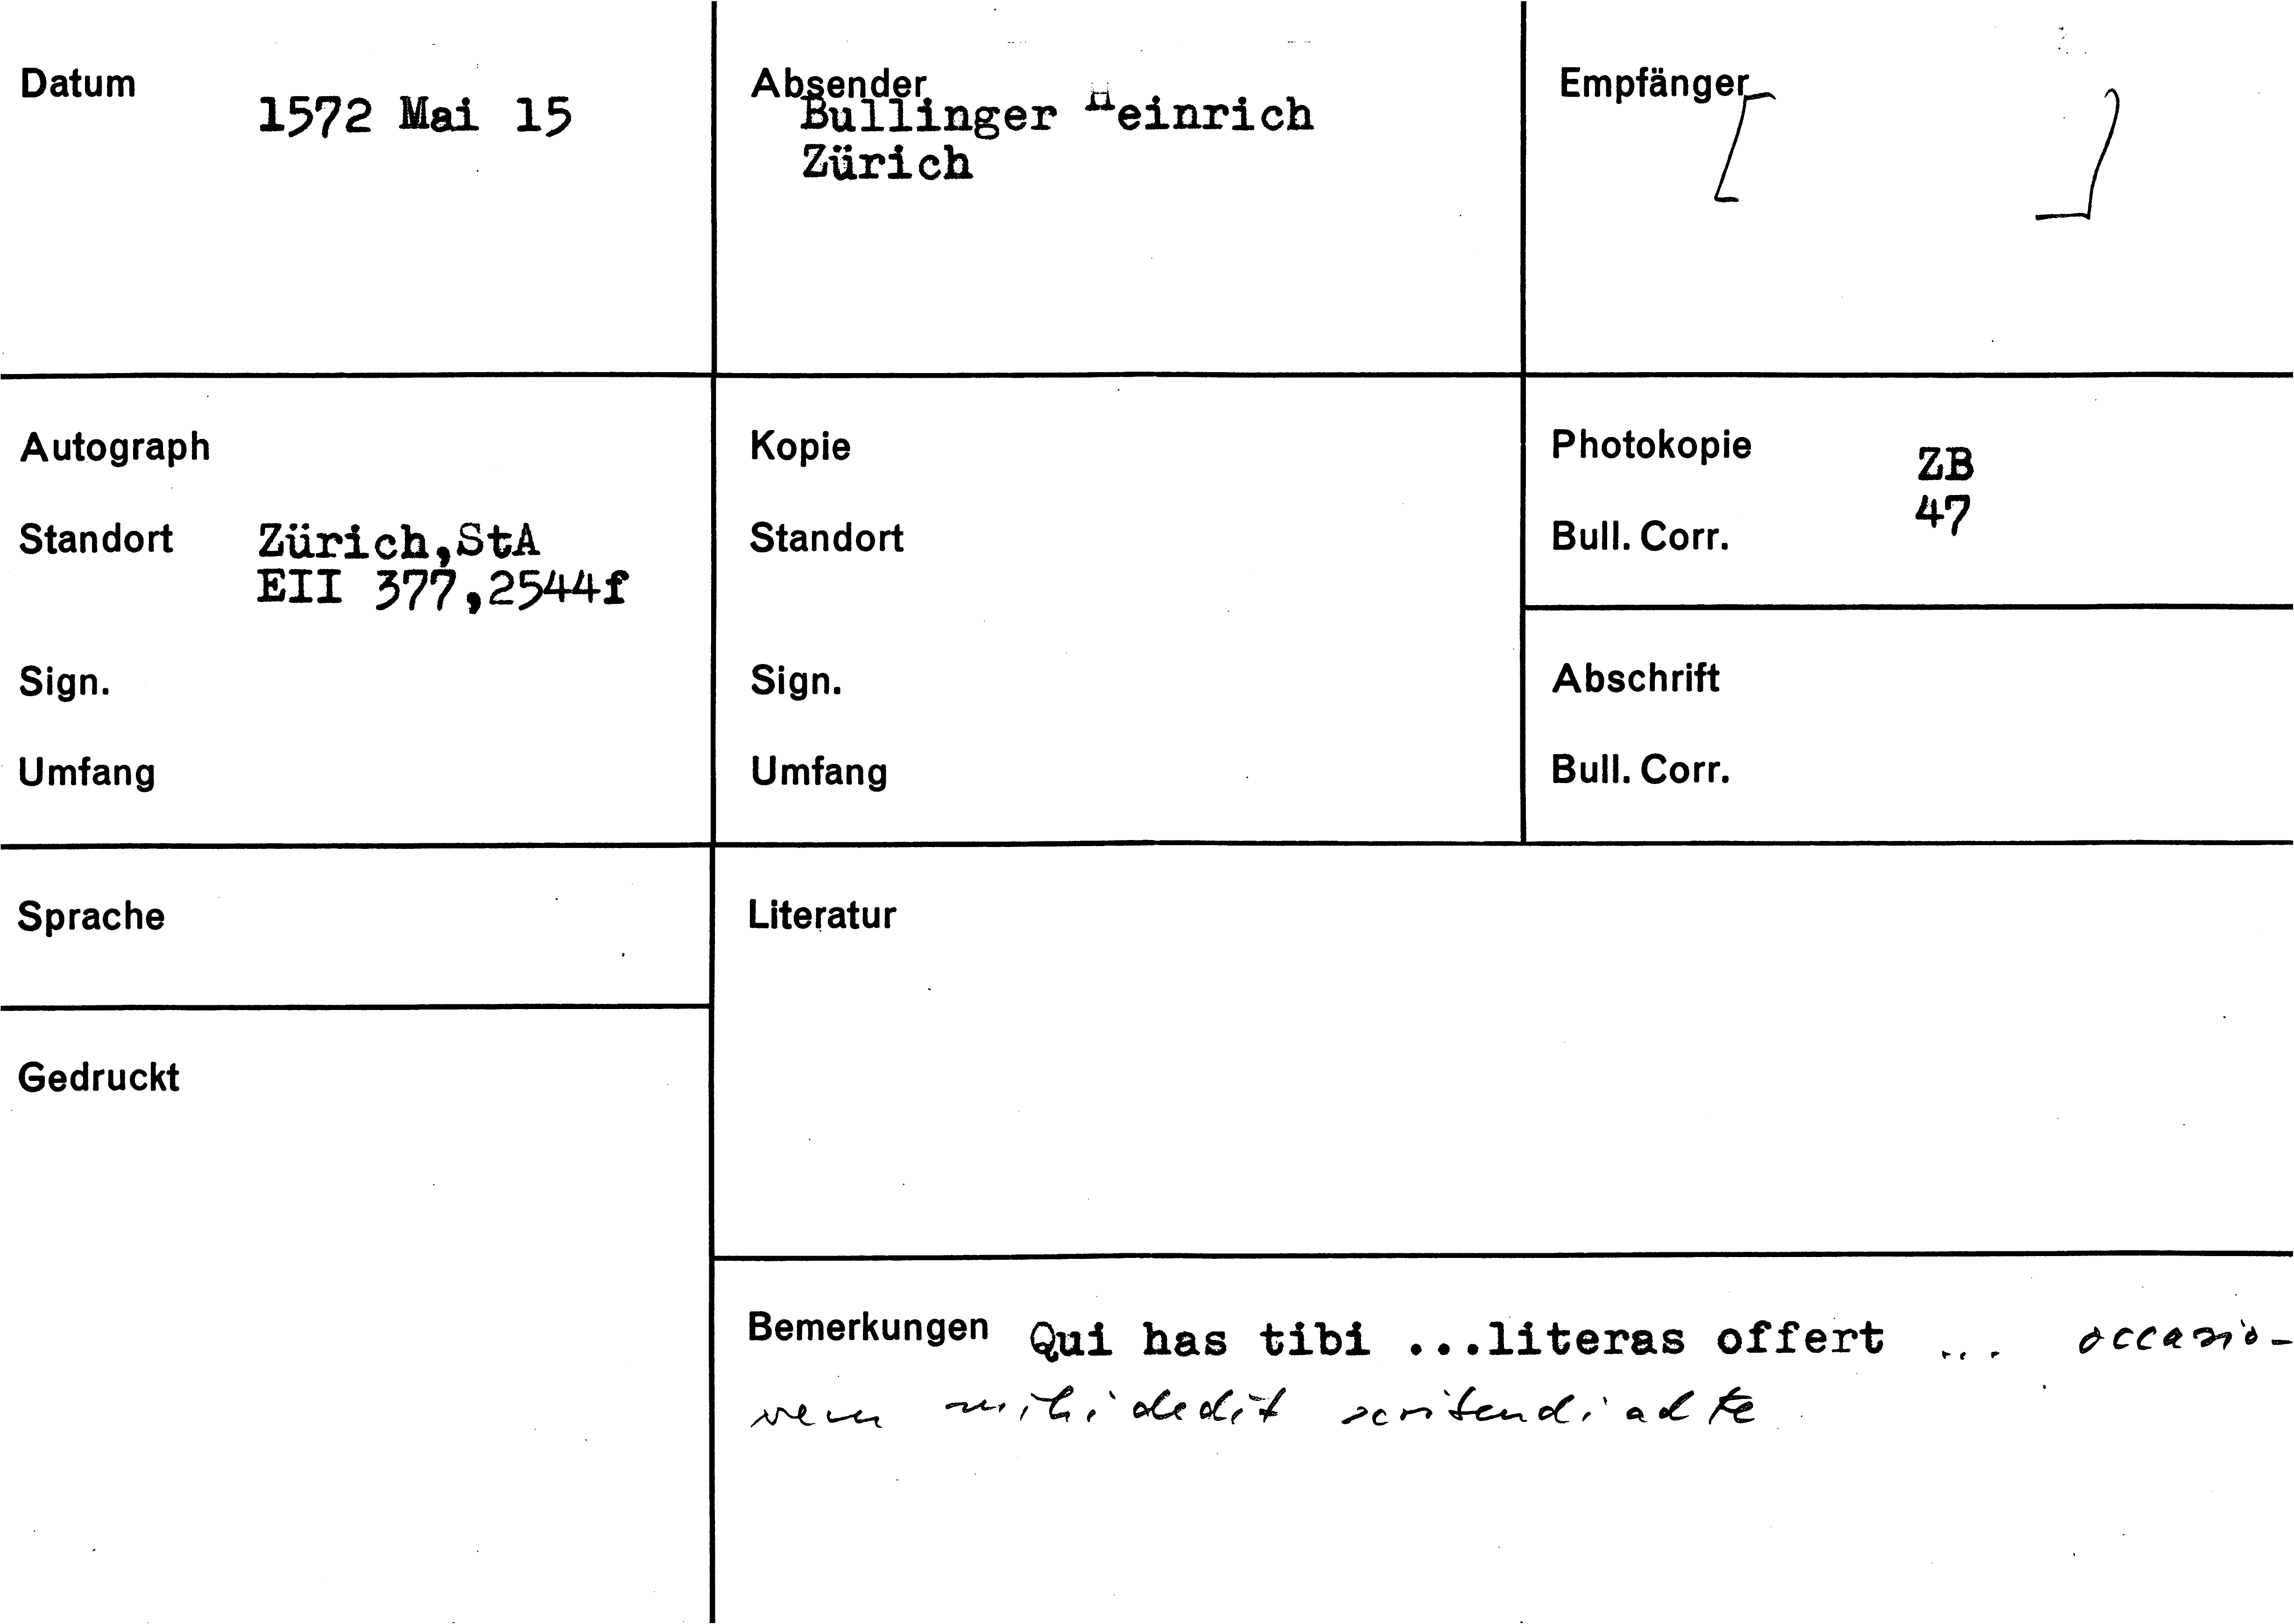 Datum
1572 Mai 15
Absender
Bullinger Heinrich
Zürich
Empfänger
[ ]
Autograph
Standort Zürich,StA
EII 377,2544f
Sign.
Umfang
Kopie
Standort
Sign.
Umfang
Photokopie ZB
Bull. Corr. 47
Abschrift
Bull. Corr.
Sprache
Gedruckt
Literatur
Bemerkungen Qui has tibi ...literas offert ... occasio-
nem mihi dedit scribendi ad te